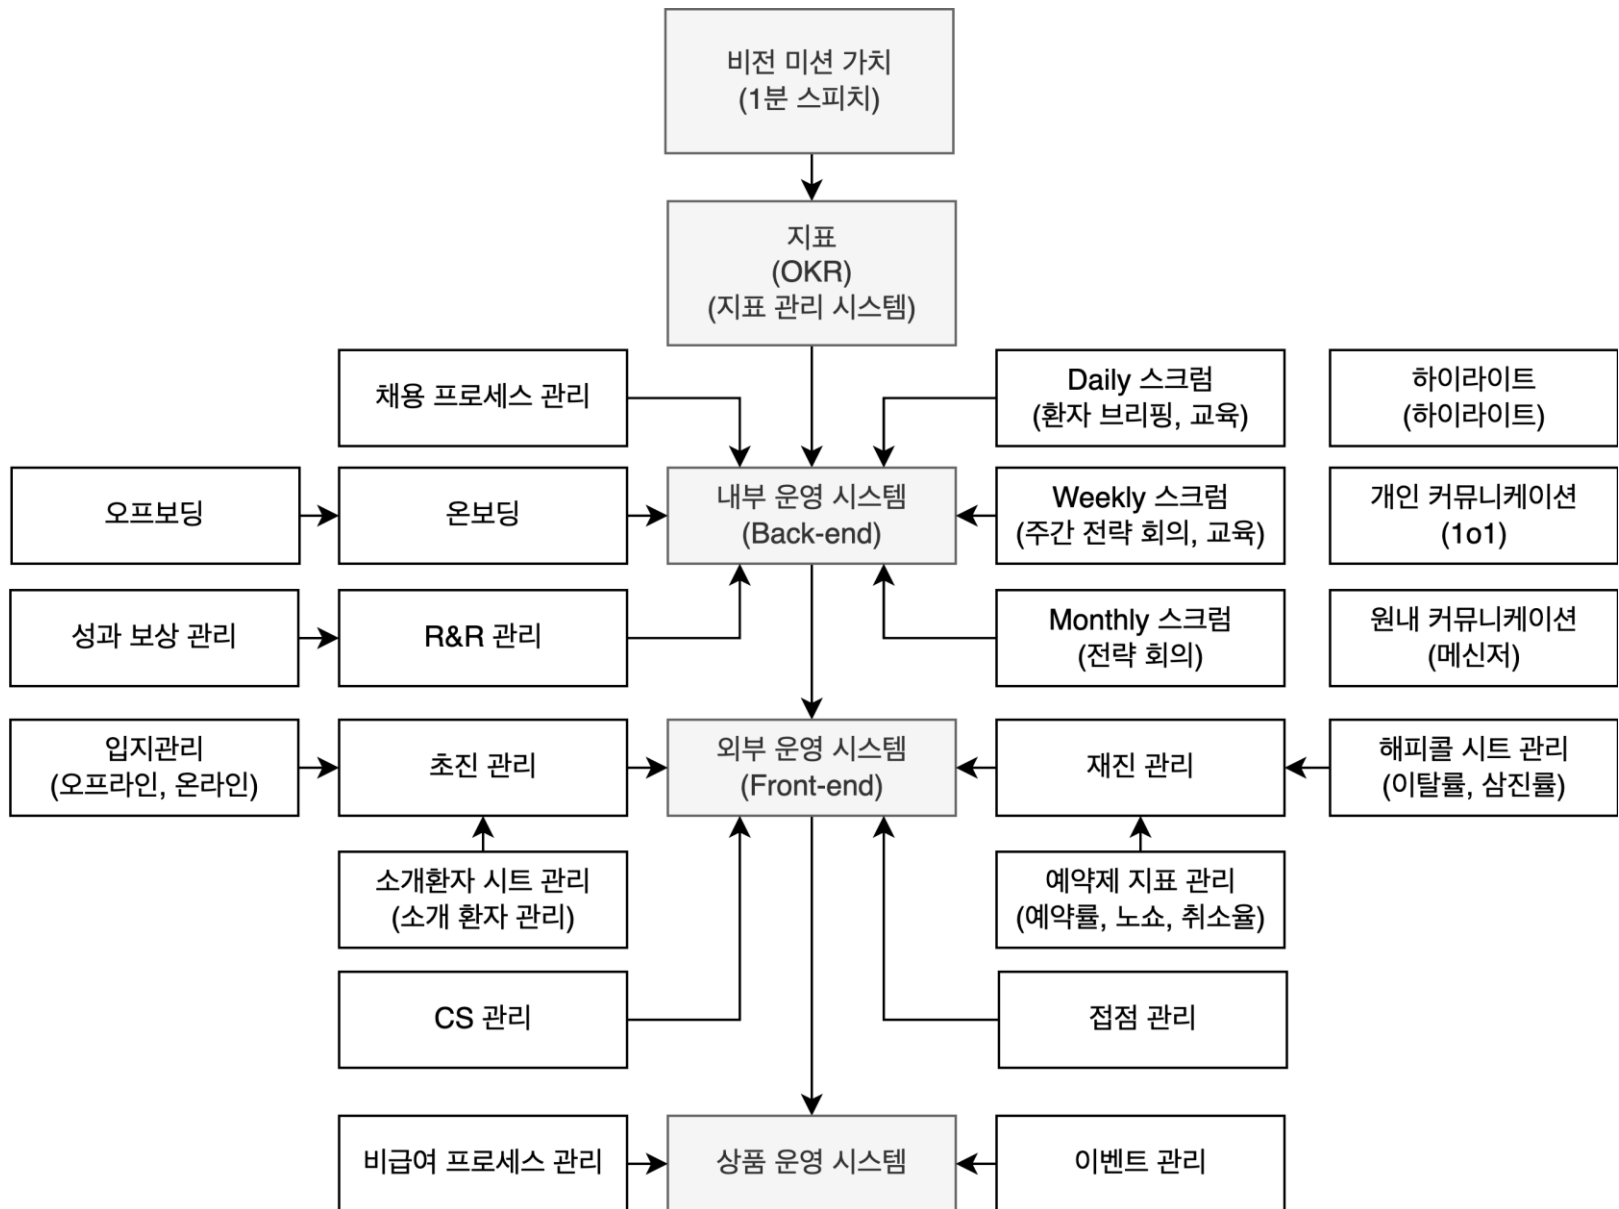 비전 미션 가치
(1분 스피치)
지표
(OKR)
(지표 관리 시스템)
채용 프로세스 관리
Daily 스크럼
(환자 브리핑, 교육)
하이라이트
(하이라이트)
오프보딩
온보딩
내부 운영 시스템
(Back-end)
Weekly 스크럼
(주간 전략 회의, 교육)
개인 커뮤니케이션
(1o1)
성과 보상 관리
R&R 관리
Monthly 스크럼
(전략 회의)
원내 커뮤니케이션
(메신저)
입지관리
(오프라인, 온라인)
초진 관리
외부 운영 시스템
(Front-end)
재진 관리
해피콜 시트 관리
(이탈률, 삼진률)
소개환자 시트 관리
(소개 환자 관리)
예약제 지표 관리
(예약률, 노쇼, 취소율)
CS 관리
접점 관리
비급여 프로세스 관리
상품 운영 시스템
이벤트 관리